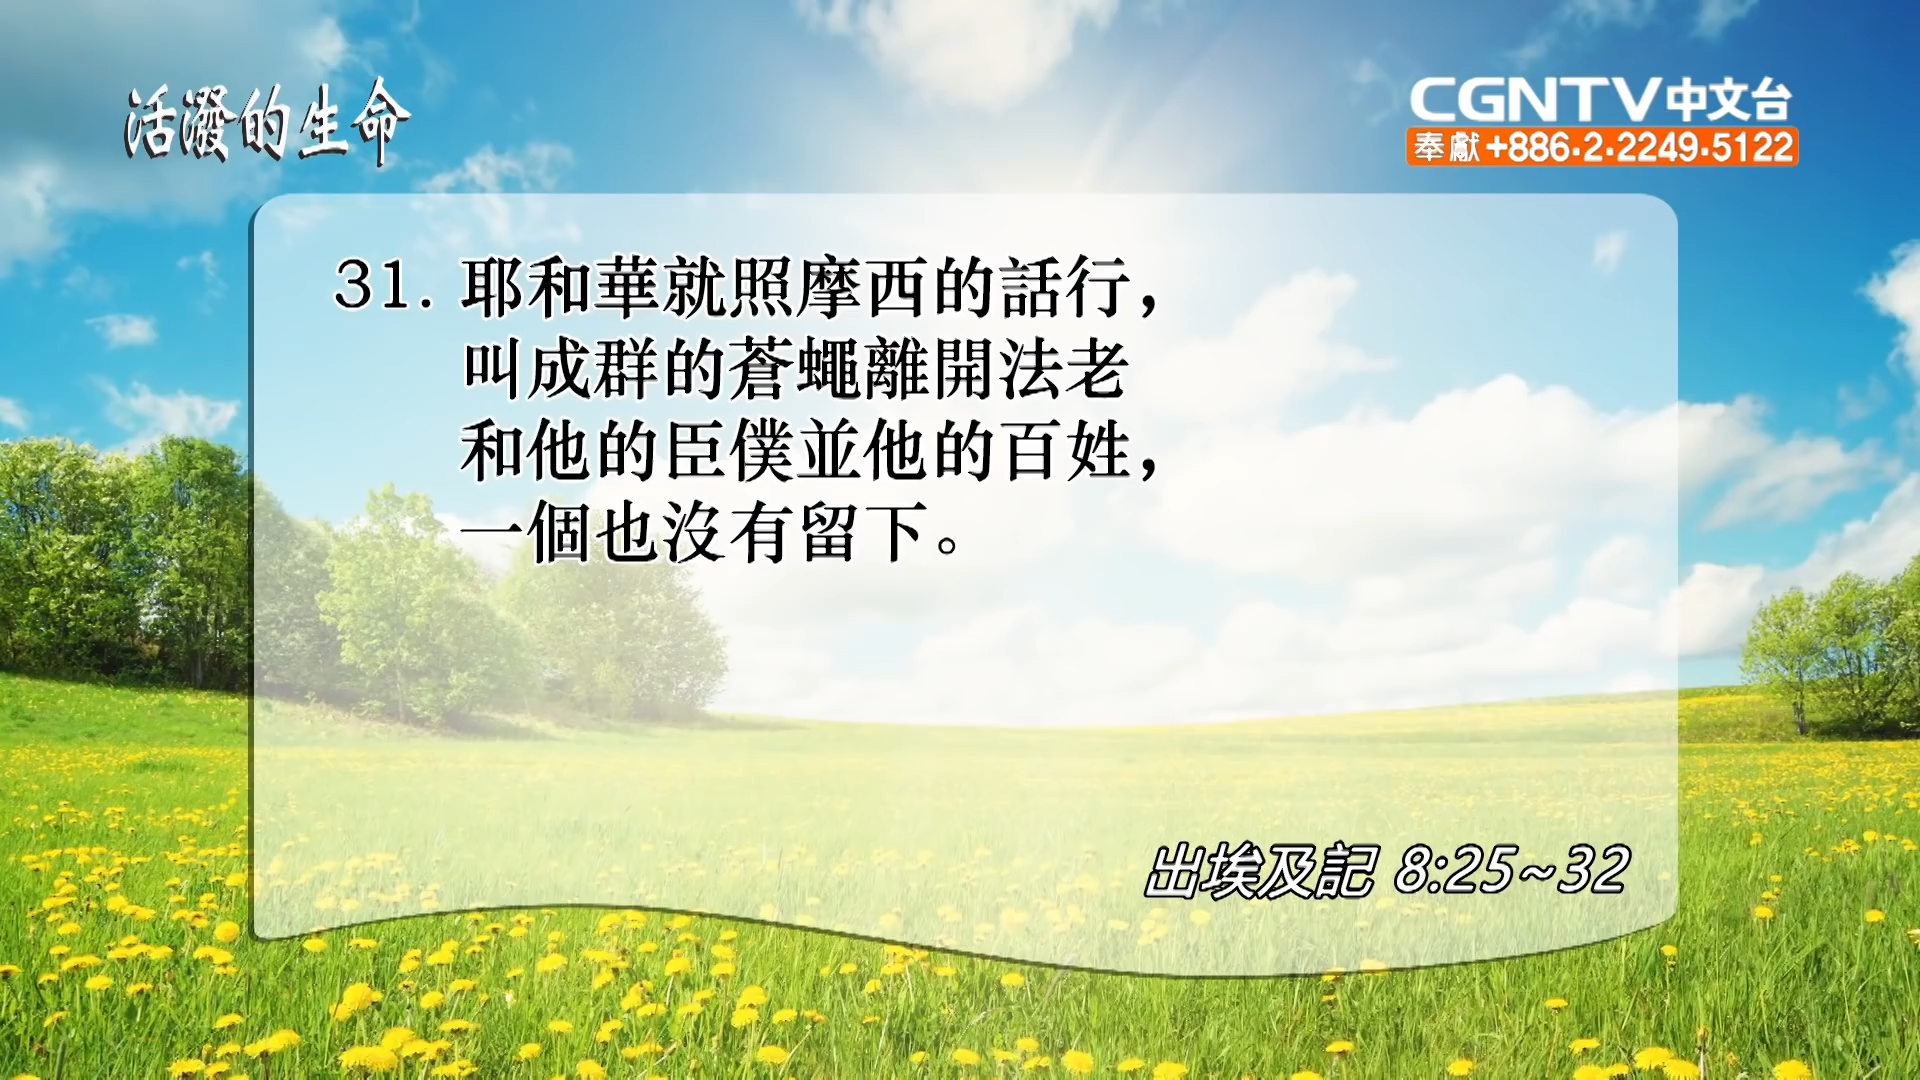 活潑的生命
CGNTV中文台
奉獻+886·2·2249·5122
31. 耶和華就照摩西的話行，
叫成群的蒼蠅離開法老
和他的臣僕並他的百姓，
一個也沒有留下。
出埃及記 8:25~32